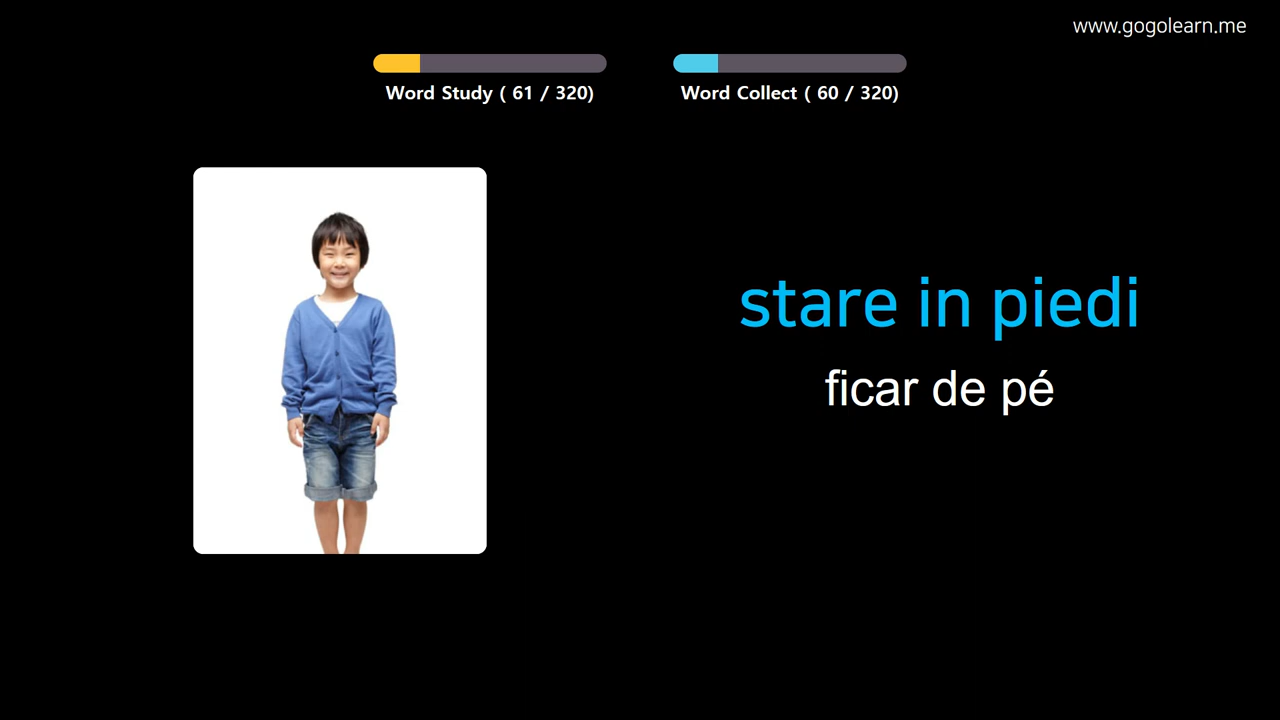 www.gogolearn.me
Word Study ( 61 / 320)
Word Collect ( 60 / 320)
stare in piedi
ficar de pé